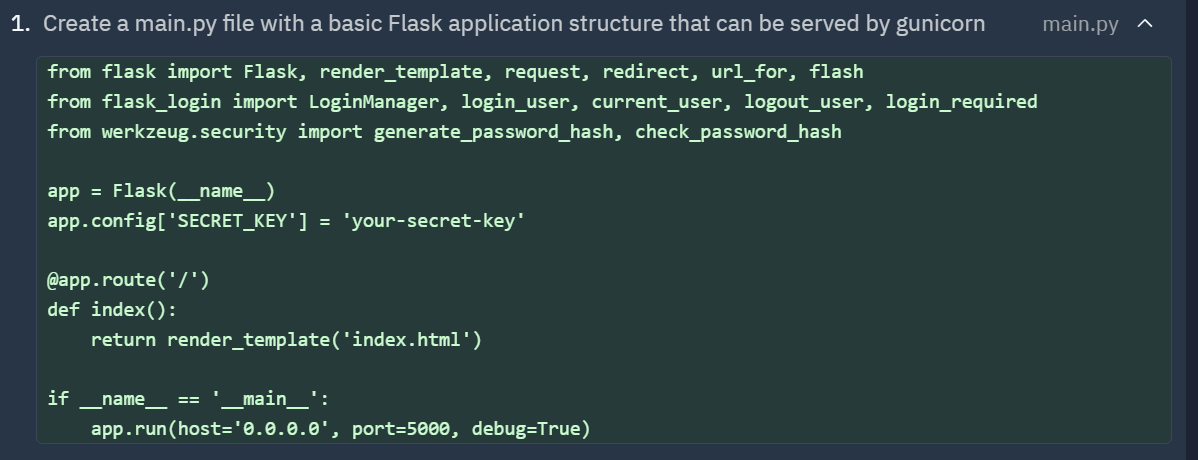 1. Create a main.py file with a basic Flask application structure that can be served by gunicorn main.py
from flask import Flask, render_template, request, redirect, url_for, flash
from flask_login import LoginManager, login_user, current_user, logout_user, login_required
from werkzeug.security import generate_password_hash, check_password_hash

app = Flask(__name__)
app.config['SECRET_KEY'] = 'your-secret-key'

@app.route('/')
def index():
    return render_template('index.html')

if __name__ == '__main__':
    app.run(host='0.0.0.0', port=5000, debug=True)